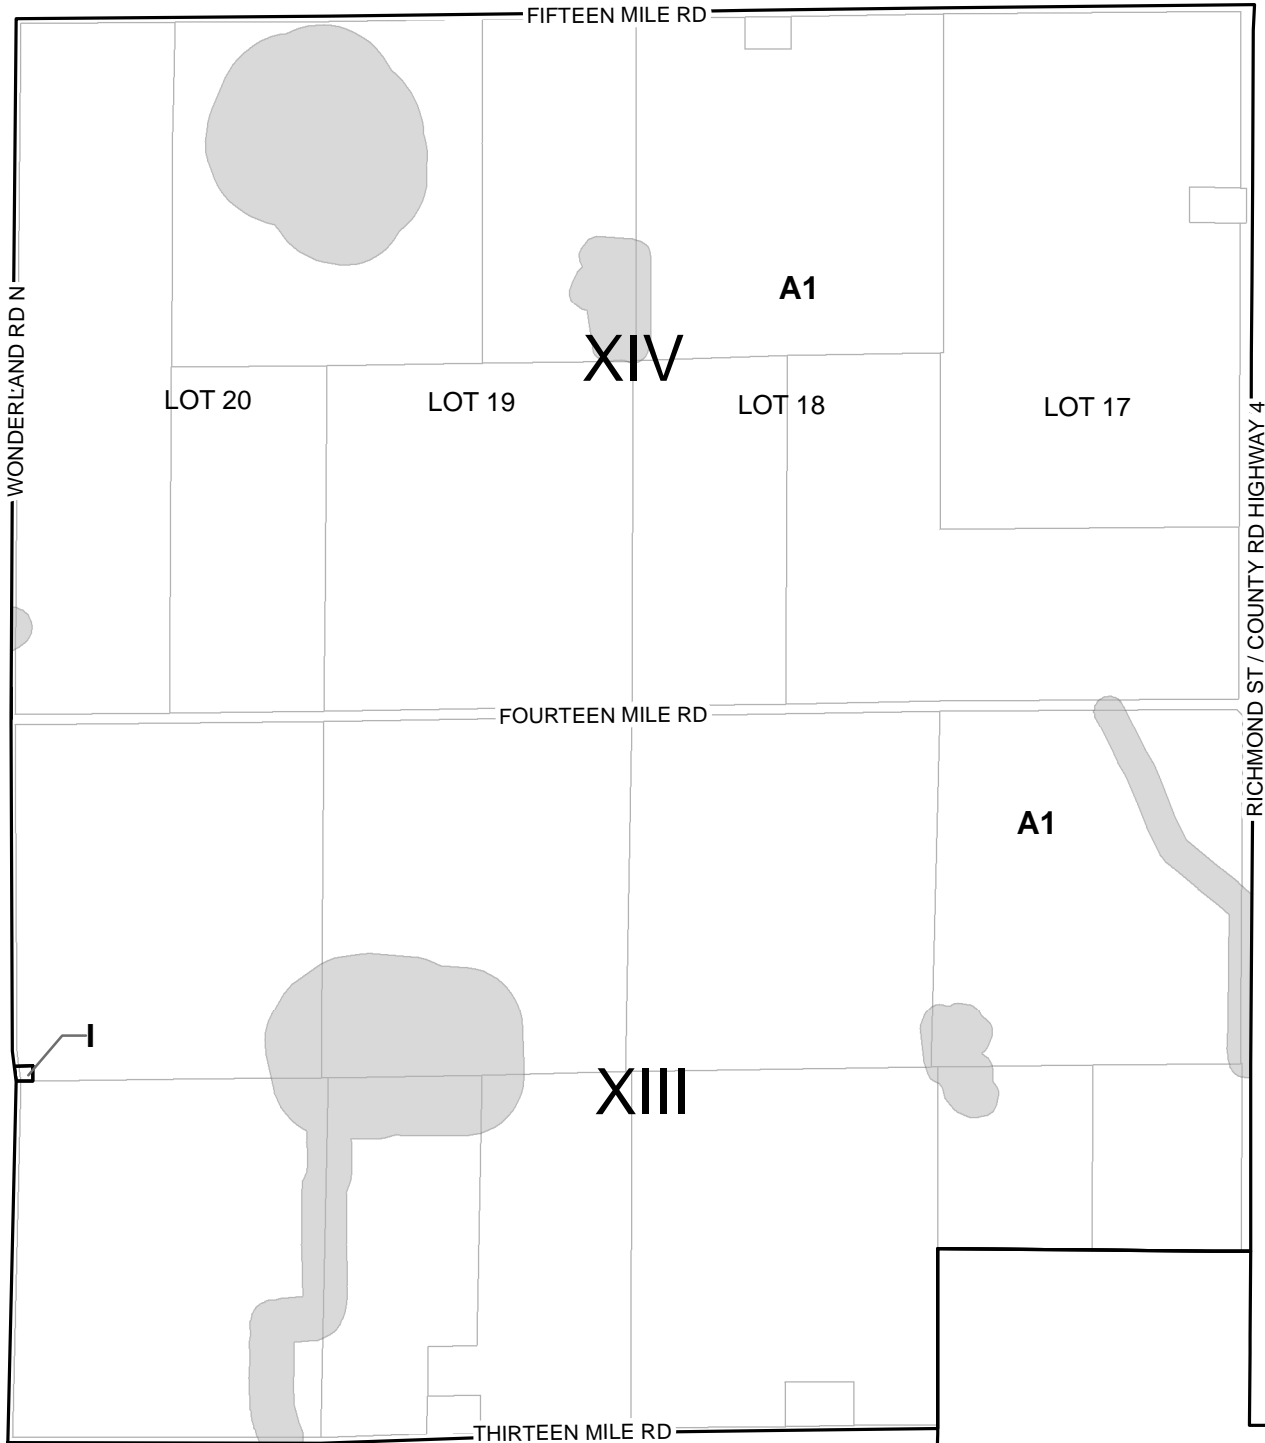 FIFTEEN MILE RD
WONDERLAND RD N
A1
XIV
LOT 20
LOT 19
LOT 18
LOT 17
RICHMOND ST / COUNTY RD HIGHWAY 4
FOURTEEN MILE RD
A1
I
XIII
THIRTEEN MILE RD